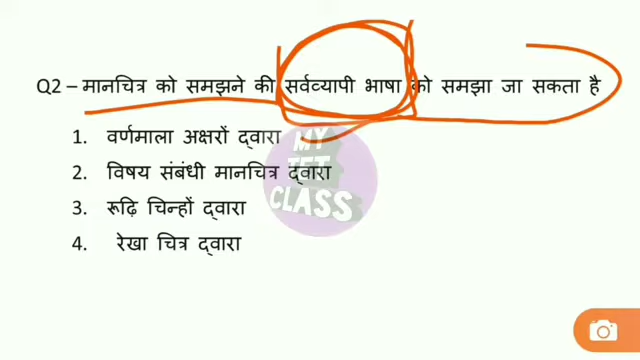 Q2 – मानचित्र को समझने की सर्वव्यापी भाषा को समझा जा सकता है
1. वर्णमाला अक्षरों द्वारा
2. विषय संबंधी मानचित्र द्वारा
3. रूढ़ि चिन्हों द्वारा
4. रेखा चित्र द्वारा
MY
TET
CLASS